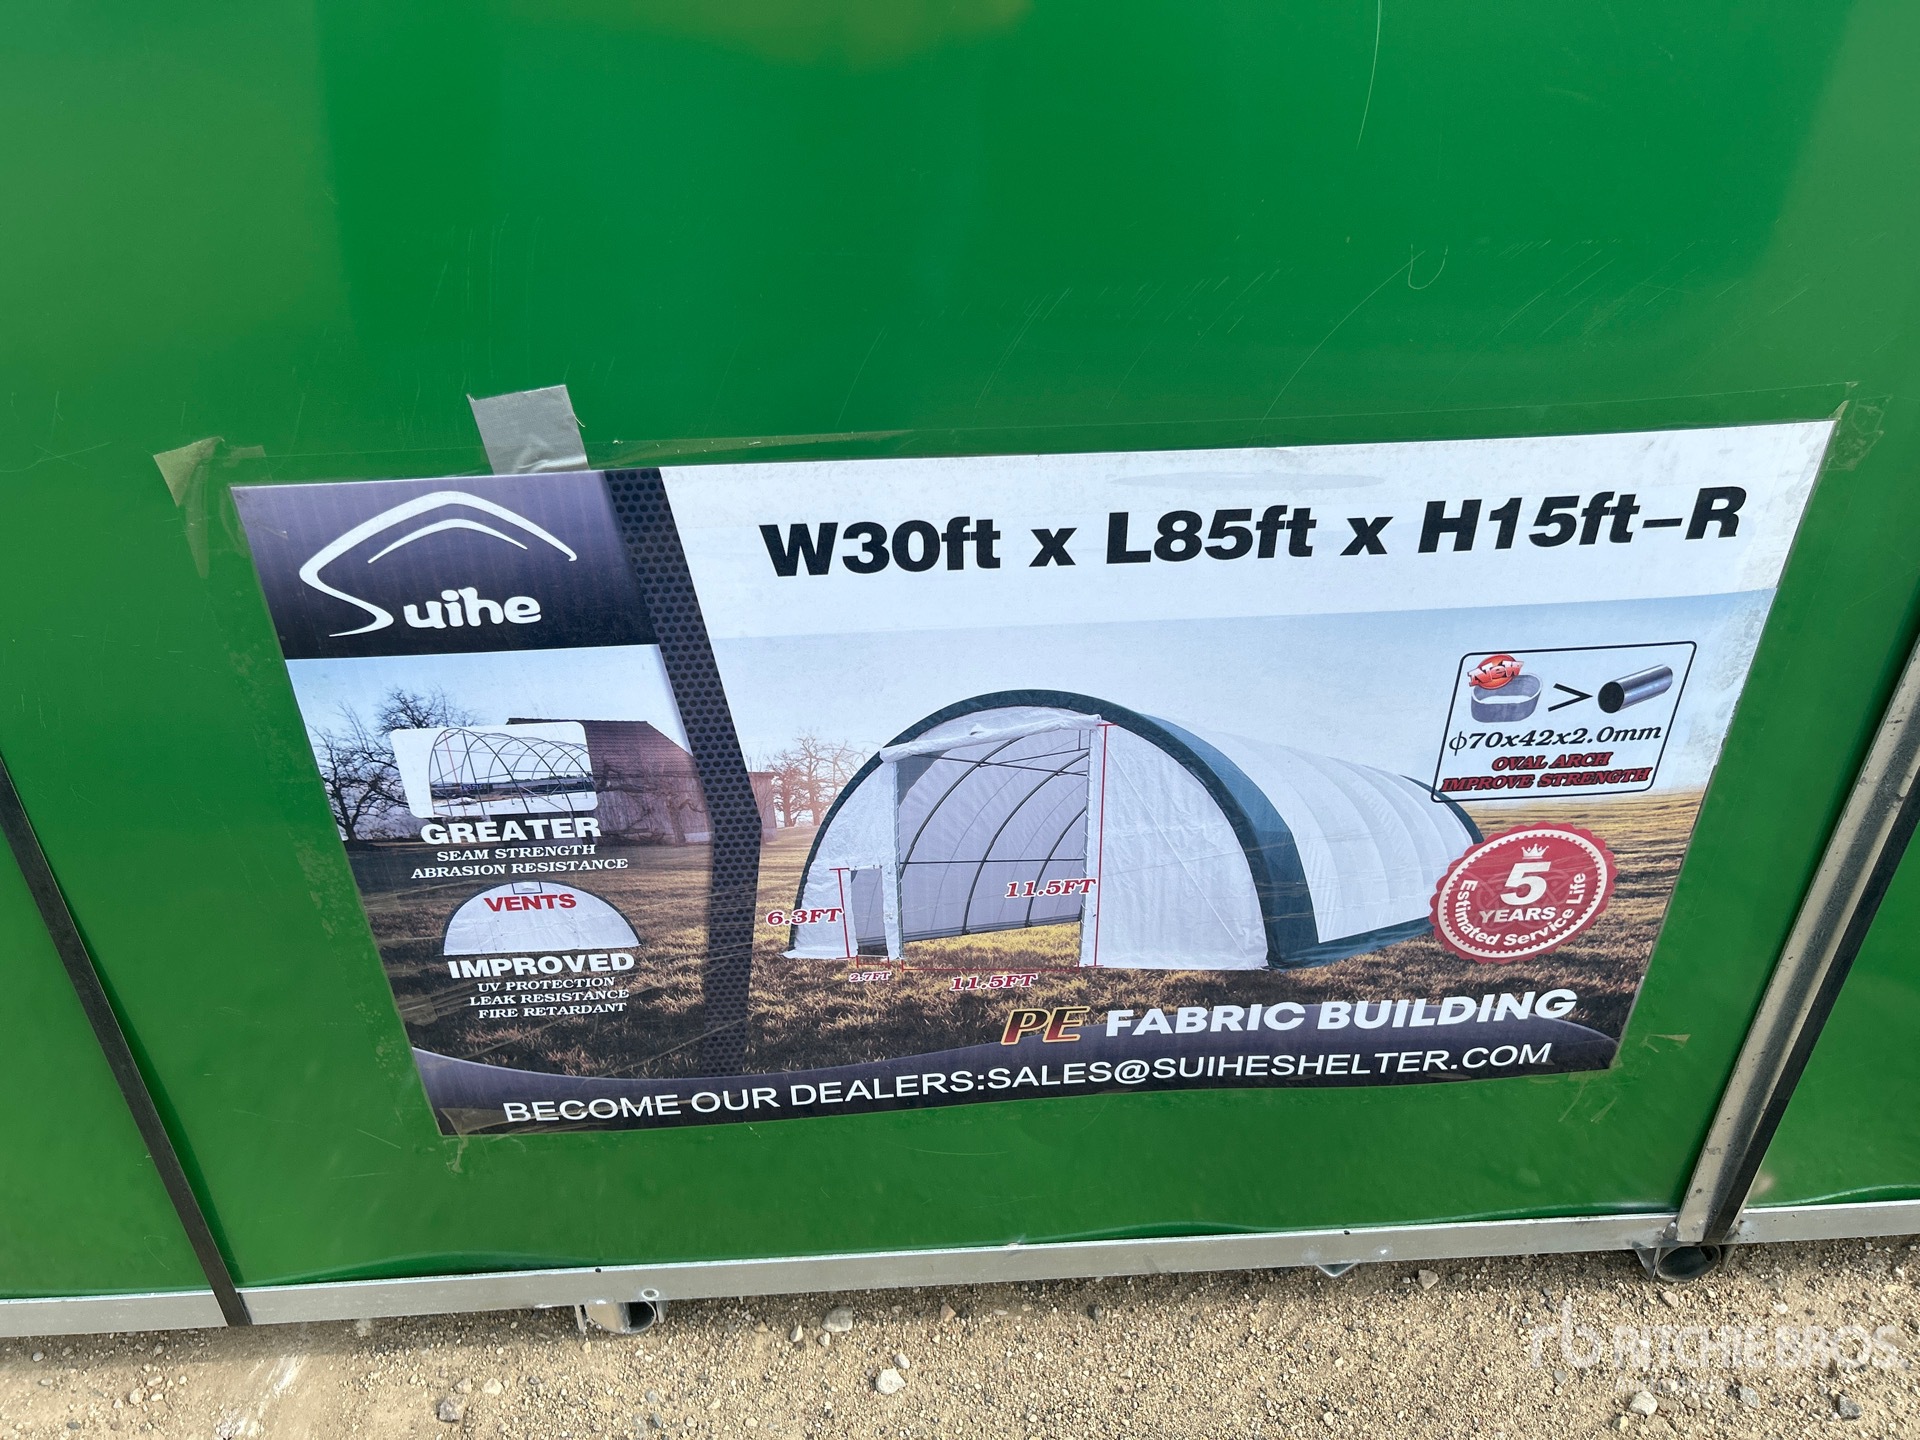 Suihe
W30ft x L85ft x H15ft-R
New
>
ϕ70x42x2.0mm
OVAL ARCH
IMPROVE STRENGTH
GREATER
SEAM STRENGTH
ABRASION RESISTANCE
VENTS
IMPROVED
UV PROTECTION
LEAK RESISTANCE
FIRE RETARDANT
6.3FT
2.7FT
11.5FT
11.5FT
5
YEARS
Estimated Service Life
PE FABRIC BUILDING
BECOME OUR DEALERS:SALES@SUIHESHELTER.COM
rb RITCHIE BROS.